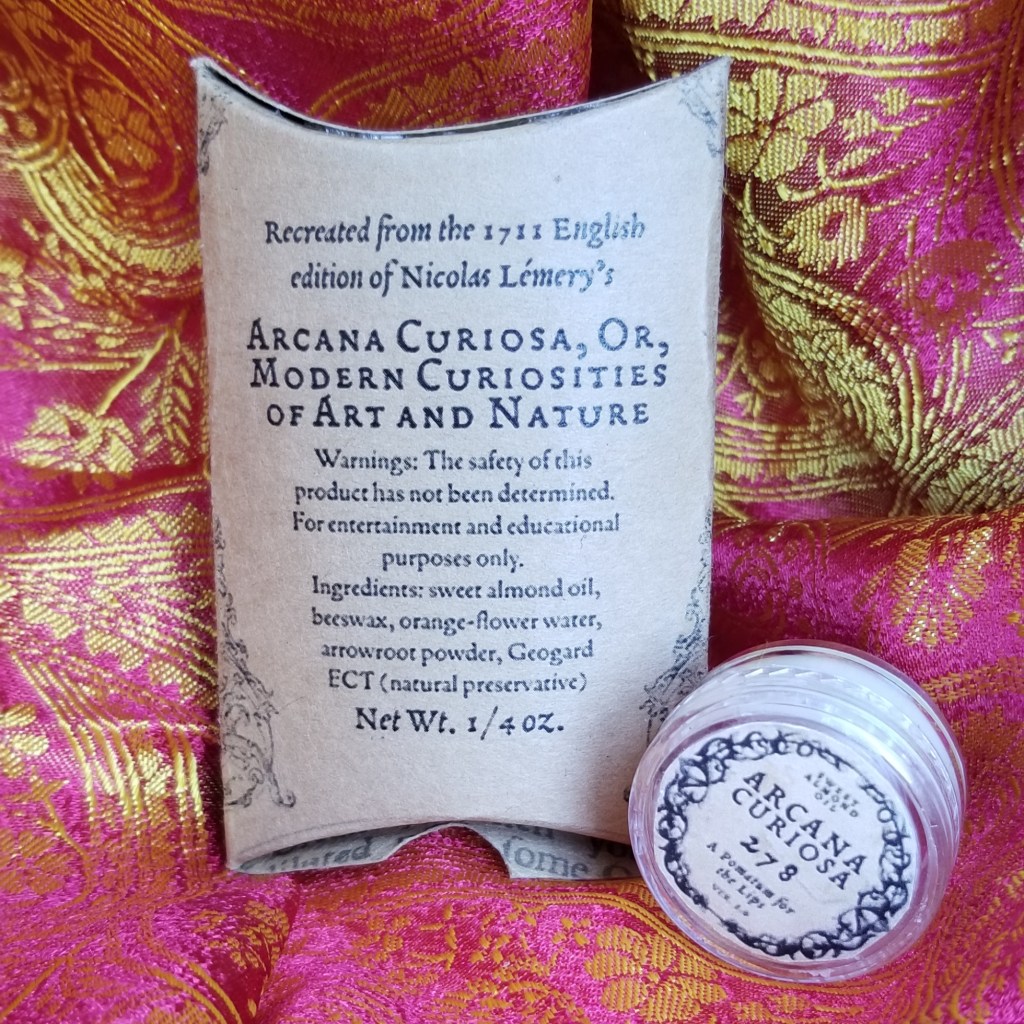 Recreated from the 1711 English
edition of Nicolas Lémery's
ARCANA CURIOSA, OR,
MODERN CURIOSITIES
OF ART AND NATURE
Warnings: The safety of this
product has not been determined.
For entertainment and educational
purposes only.
Ingredients: sweet almond oil,
beeswax, orange-flower water,
arrowroot powder, Geogard
ECT (natural preservative)
Net Wt. 1/4 oz.
SWEET
ALMOND
OIL
ARCANA
CURIOSA
278
A Pomatum for
the Lips